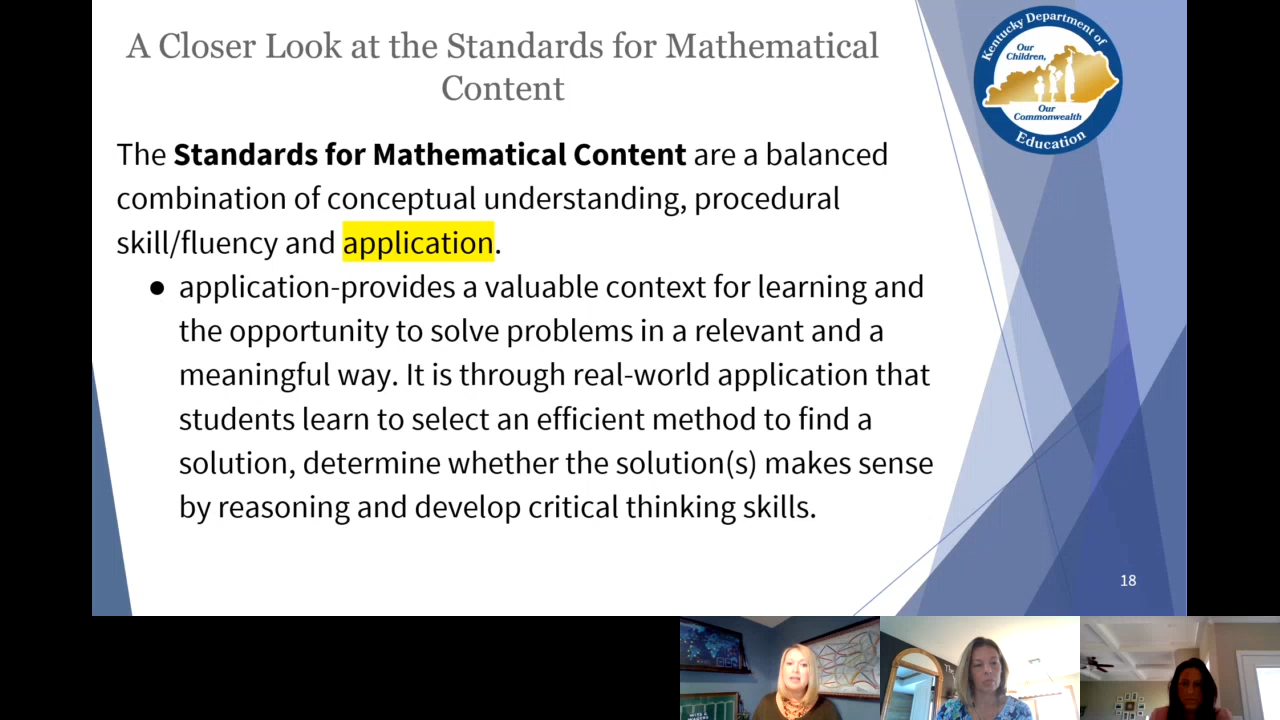 A Closer Look at the Standards for Mathematical
Content
Kentucky Department of
Education
Our
Children,
Our
Commonwealth
The Standards for Mathematical Content are a balanced
combination of conceptual understanding, procedural
skill/fluency and application.
● application-provides a valuable context for learning and
the opportunity to solve problems in a relevant and a
meaningful way. It is through real-world application that
students learn to select an efficient method to find a
solution, determine whether the solution(s) makes sense
by reasoning and develop critical thinking skills.
18